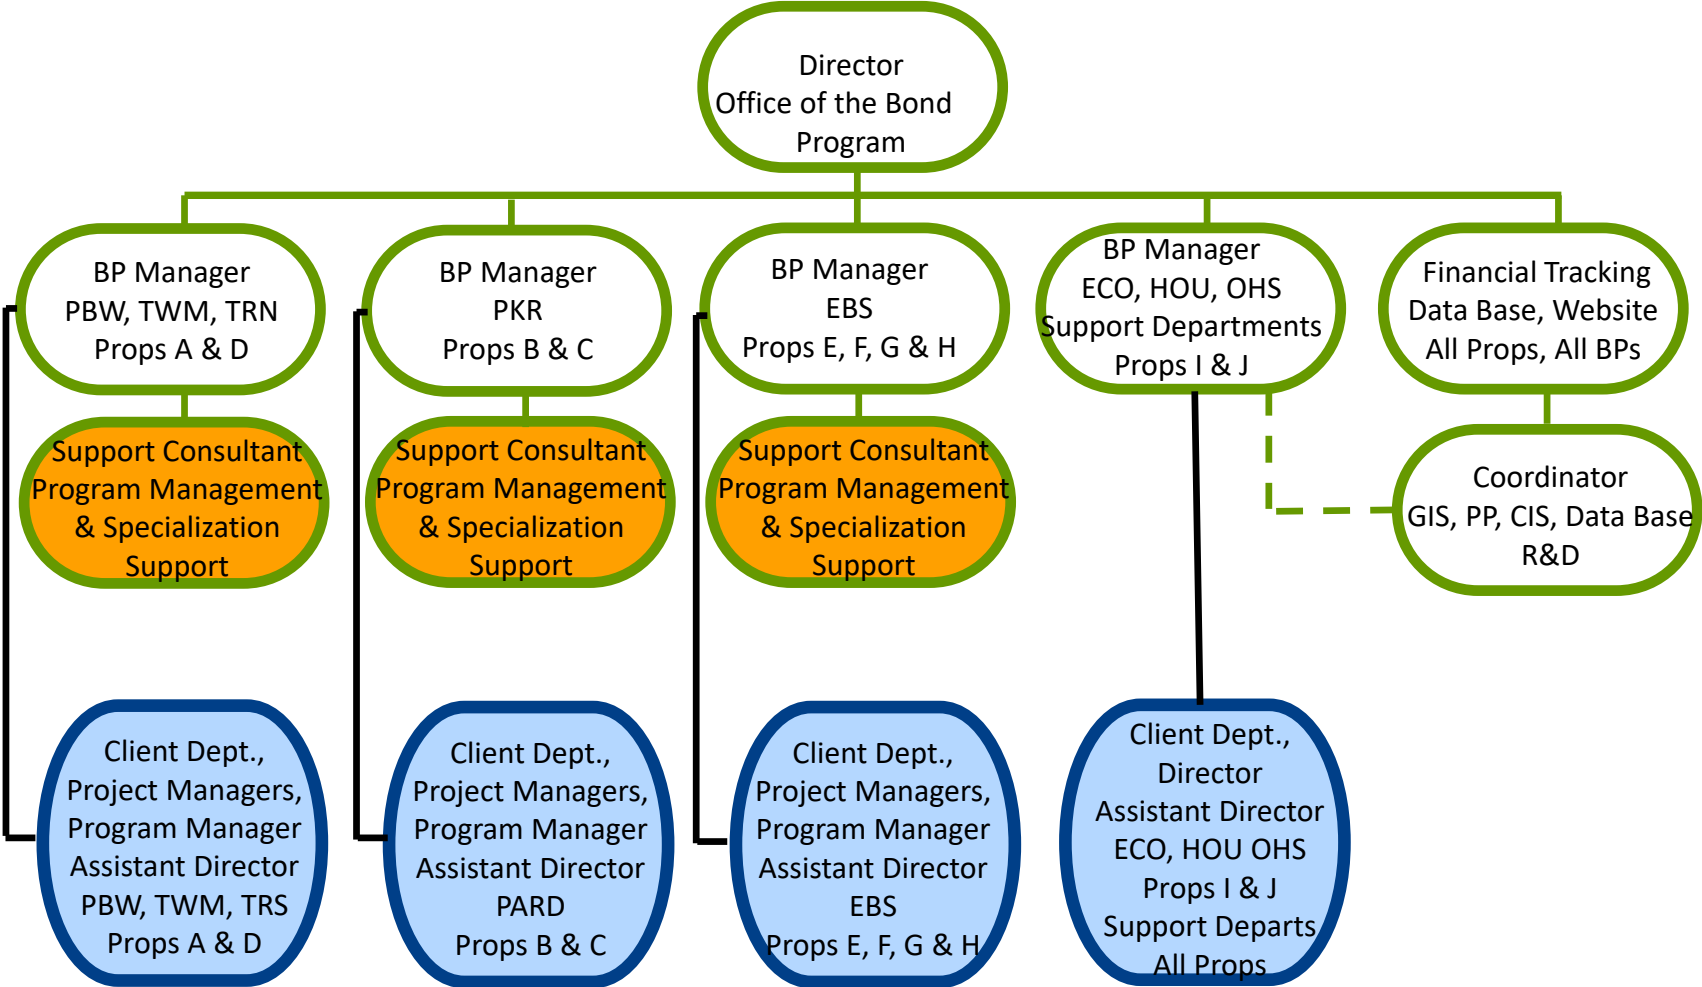 Director
Office of the Bond
Program
BP Manager
PBW, TWM, TRN
Props A & D
BP Manager
PKR
Props B & C
BP Manager
EBS
Props E, F, G & H
BP Manager
ECO, HOU, OHS
Support Departments
Props I & J
Financial Tracking
Data Base, Website
All Props, All BPs
Support Consultant
Program Management
& Specialization
Support
Support Consultant
Program Management
& Specialization
Support
Support Consultant
Program Management
& Specialization
Support
Coordinator
GIS, PP, CIS, Data Base
R&D
Client Dept.,
Project Managers,
Program Manager
Assistant Director
PBW, TWM, TRS
Props A & D
Client Dept.,
Project Managers,
Program Manager
Assistant Director
PARD
Props B & C
Client Dept.,
Project Managers,
Program Manager
Assistant Director
EBS
Props E, F, G & H
Client Dept.,
Director
Assistant Director
ECO, HOU OHS
Props I & J
Support Departs
All Props